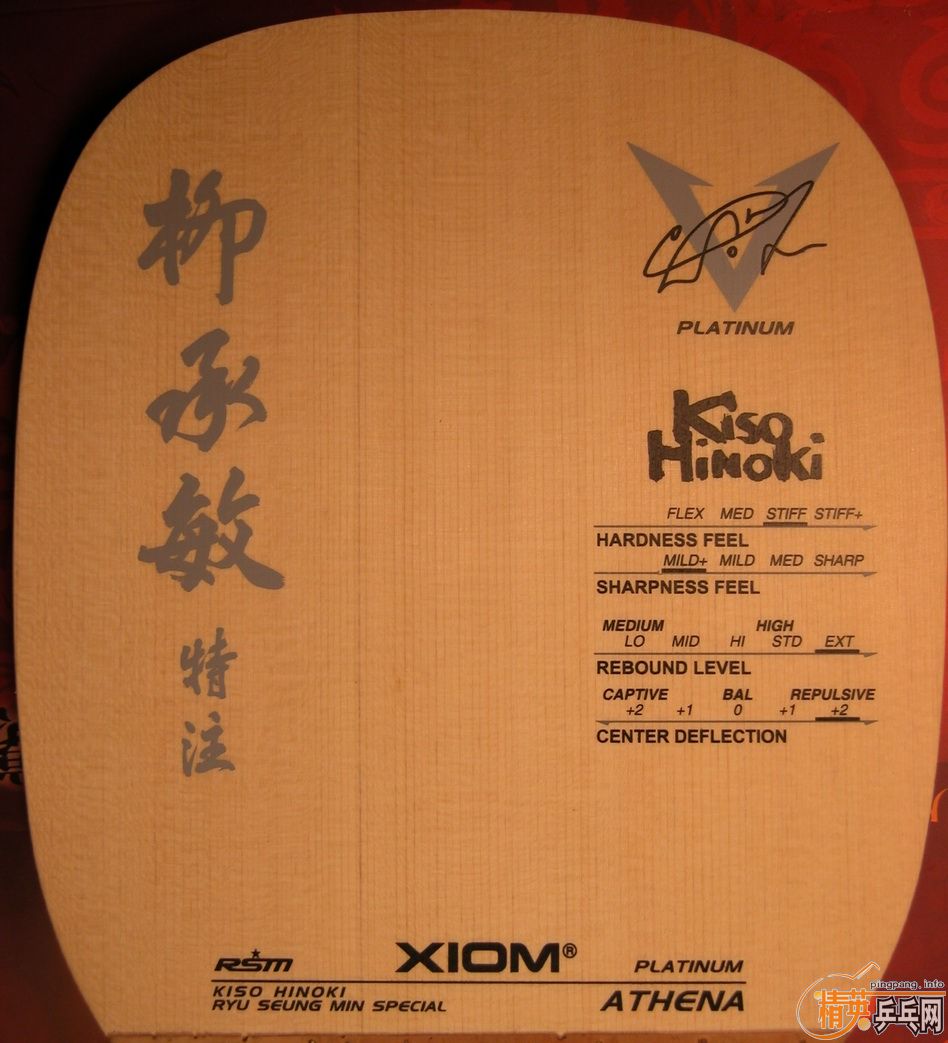 柳承敏特注
PLATINUM
Kiso
Hinoki
FLEX MED STIFF STIFF+
HARDNESS FEEL
MILD+ MILD MED SHARP
SHARPNESS FEEL
MEDIUM HIGH
LO MID HI STD EXT
REBOUND LEVEL
CAPTIVE BAL REPULSIVE
+2 +1 0 +1 +2
CENTER DEFLECTION
RSM XIOM® PLATINUM
KISO HINOKI
RYU SEUNG MIN SPECIAL ATHENA
pingpang.info
精英乒乓网